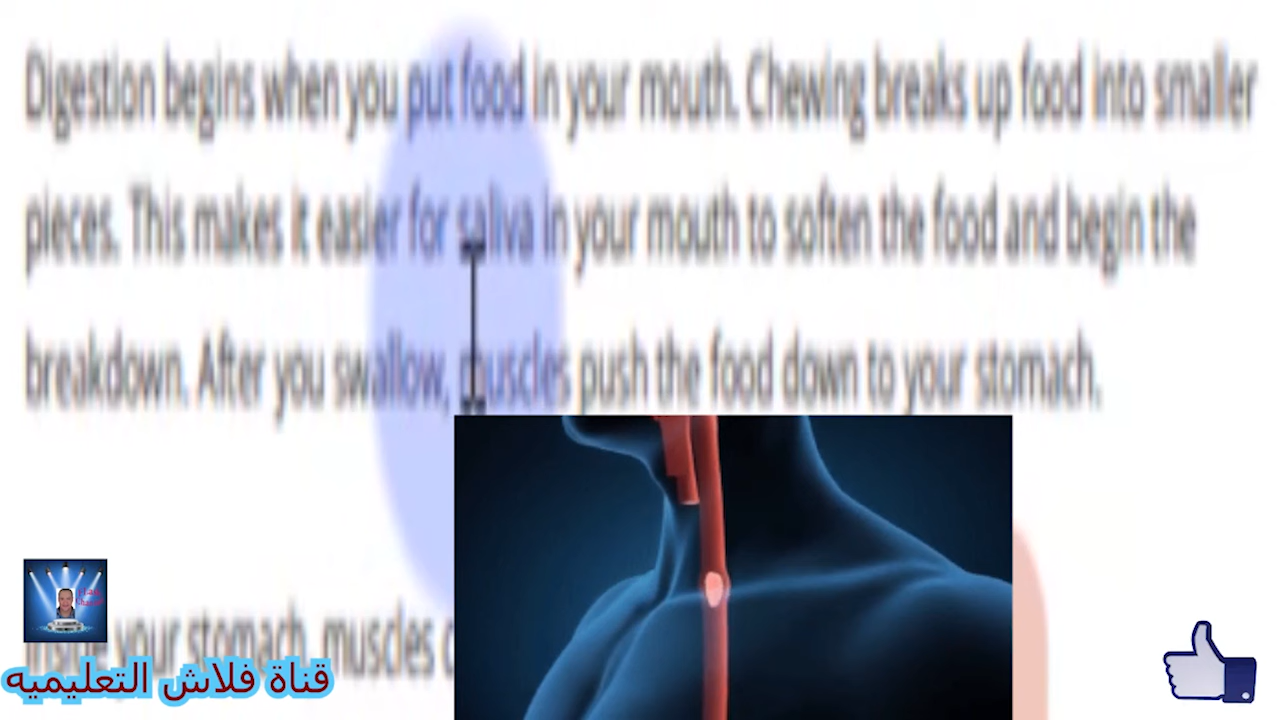 Digestion begins when you put food in your mouth. Chewing breaks up food into smaller
pieces. This makes it easier for saliva in your mouth to soften the food and begin the
breakdown. After you swallow, muscles push the food down to your stomach.
your stomach, muscles
قناة فلاش التعليميه